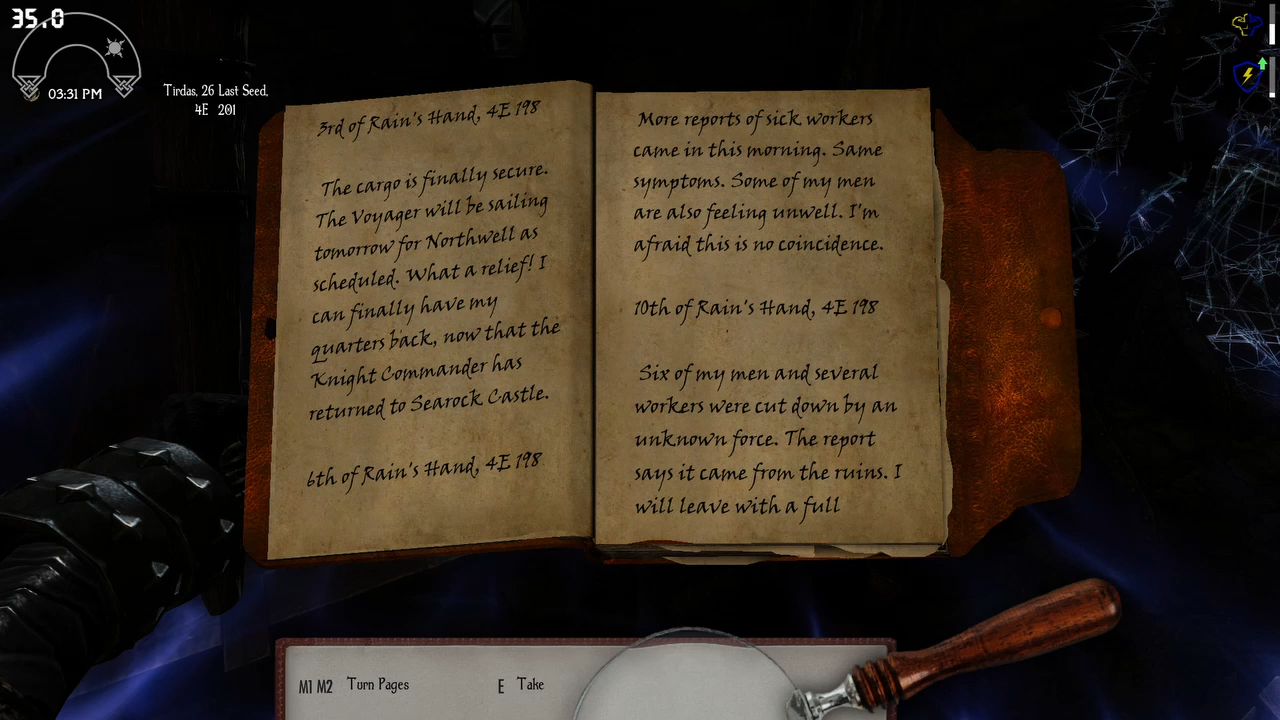 35.0
03:31 PM
Tirdas, 26 Last Seed,
4E 201
3rd of Rain's Hand, 4E 198
The cargo is finally secure.
The Voyager will be sailing
tomorrow for Northwell as
scheduled. What a relief! I
can finally have my
quarters back, now that the
Knight Commander has
returned to Searock Castle.
6th of Rain's Hand, 4E 198
More reports of sick workers
came in this morning. Same
symptoms. Some of my men
are also feeling unwell. I'm
afraid this is no coincidence.
10th of Rain's Hand, 4E 198
Six of my men and several
workers were cut down by an
unknown force. The report
says it came from the ruins. I
will leave with a full
M1 M2 Turn Pages
E Take